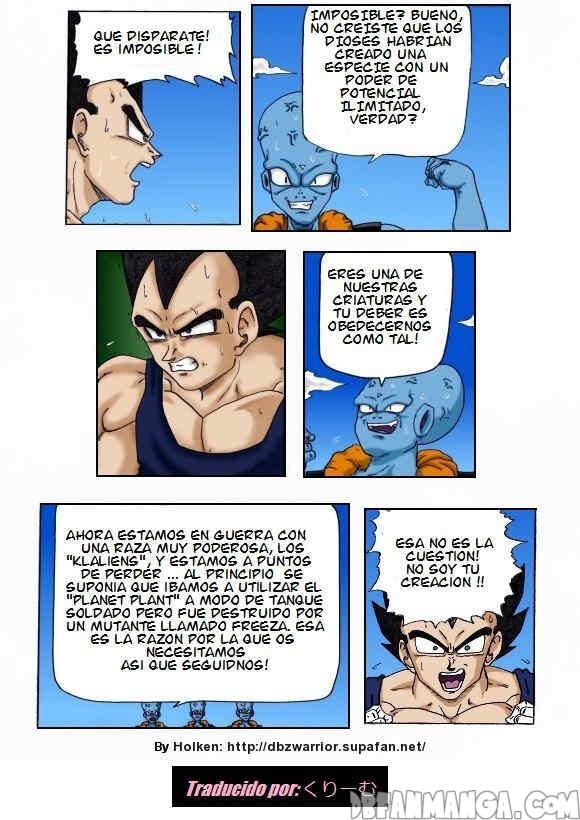 QUE DISPARATE!
ES IMPOSIBLE!
IMPOSIBLE? BUENO,
NO CREISTE QUE LOS
DIOSES HABRIAN
CREADO UNA
ESPECIE CON UN
PODER DE
POTENCIAL
ILIMITADO,
VERDAD?
ERES UNA DE
NUESTRAS
CRIATURAS Y
TU DEBER ES
OBEDECERNOS
COMO TAL!
AHORA ESTAMOS EN GUERRA CON
UNA RAZA MUY PODEROSA, LOS
"KLALIENS", Y ESTAMOS A PUNTOS
DE PERDER ... AL PRINCIPIO SE
SUPONIA QUE IBAMOS A UTILIZAR EL
"PLANET PLANT" A MODO DE TANQUE
SOLDADO PERO FUE DESTRUIDO POR
UN MUTANTE LLAMADO FREEZA. ESA
ES LA RAZON POR LA QUE OS
NECESITAMOS
ASI QUE SEGUIDNOS!
ESA NO ES LA
CUESTION!
NO SOY TU
CREACION !!
By Holken: http://dbzwarrior.supafan.net/
Traducido por:くりーむ
DBFANMANGA.COM